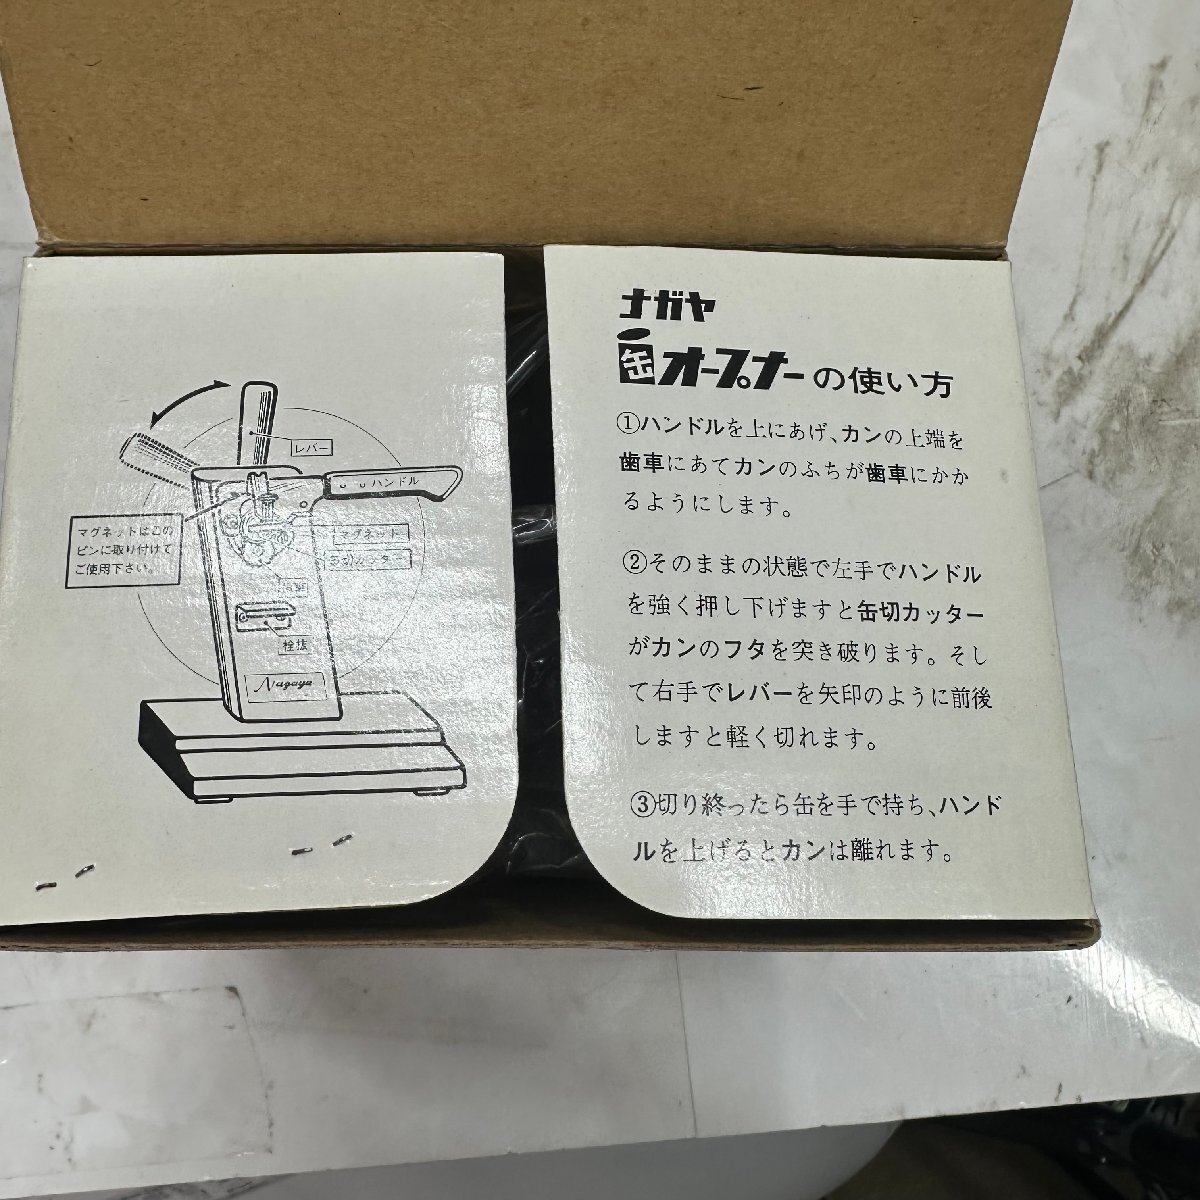 レバー
ハンドル
マグネットはこの
ピンに取り付けて
ご使用下さい。
マグネット
缶切カッター
歯車
栓抜
Nagaya
ナガヤ
缶オープナーの使い方
①ハンドルを上にあげ、カンの上端を
歯車にあてカンのふちが歯車にかか
るようにします。
②そのままの状態で左手でハンドル
を強く押し下げますと缶切カッター
がカンのフタを突き破ります。そし
て右手でレバーを矢印のように前後
しますと軽く切れます。
③切り終ったら缶を手で持ち、ハンド
ルを上げるとカンは離れます。